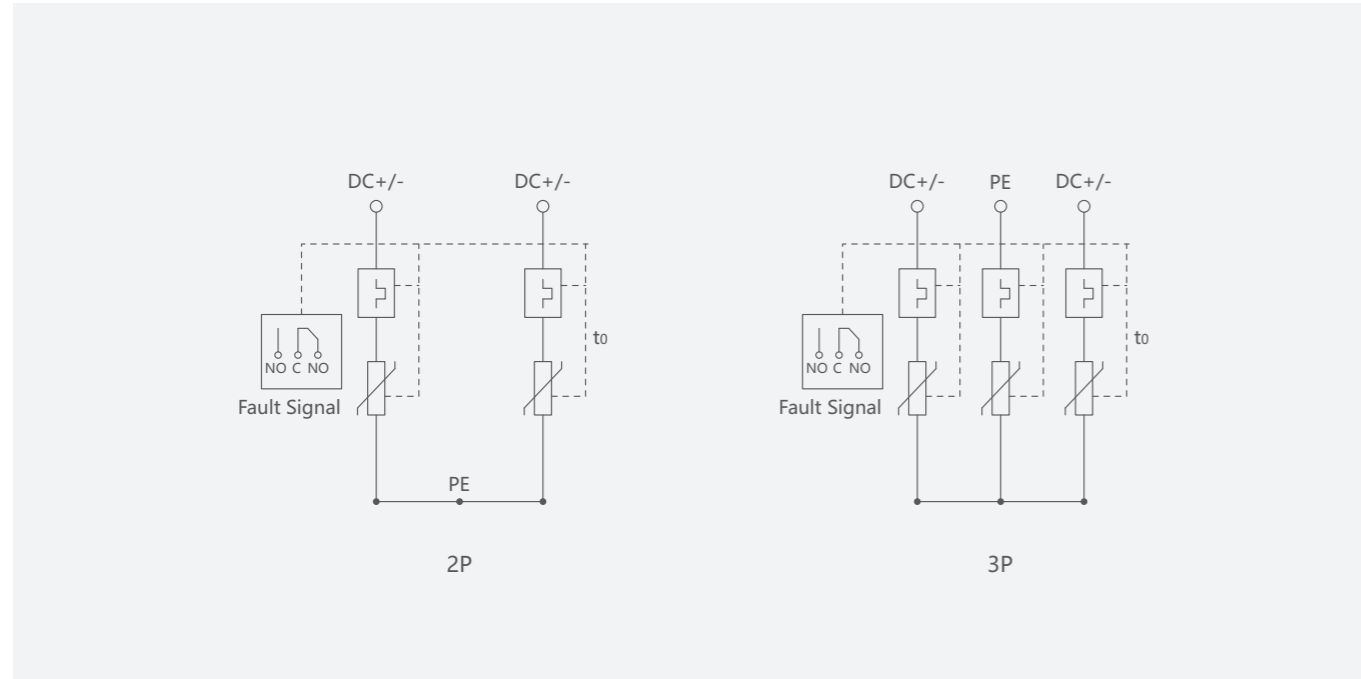 DC+/- DC+/-
NO C NO
Fault Signal
t0
PE
2P
DC+/- PE DC+/-
NO C NO
Fault Signal
t0
3P